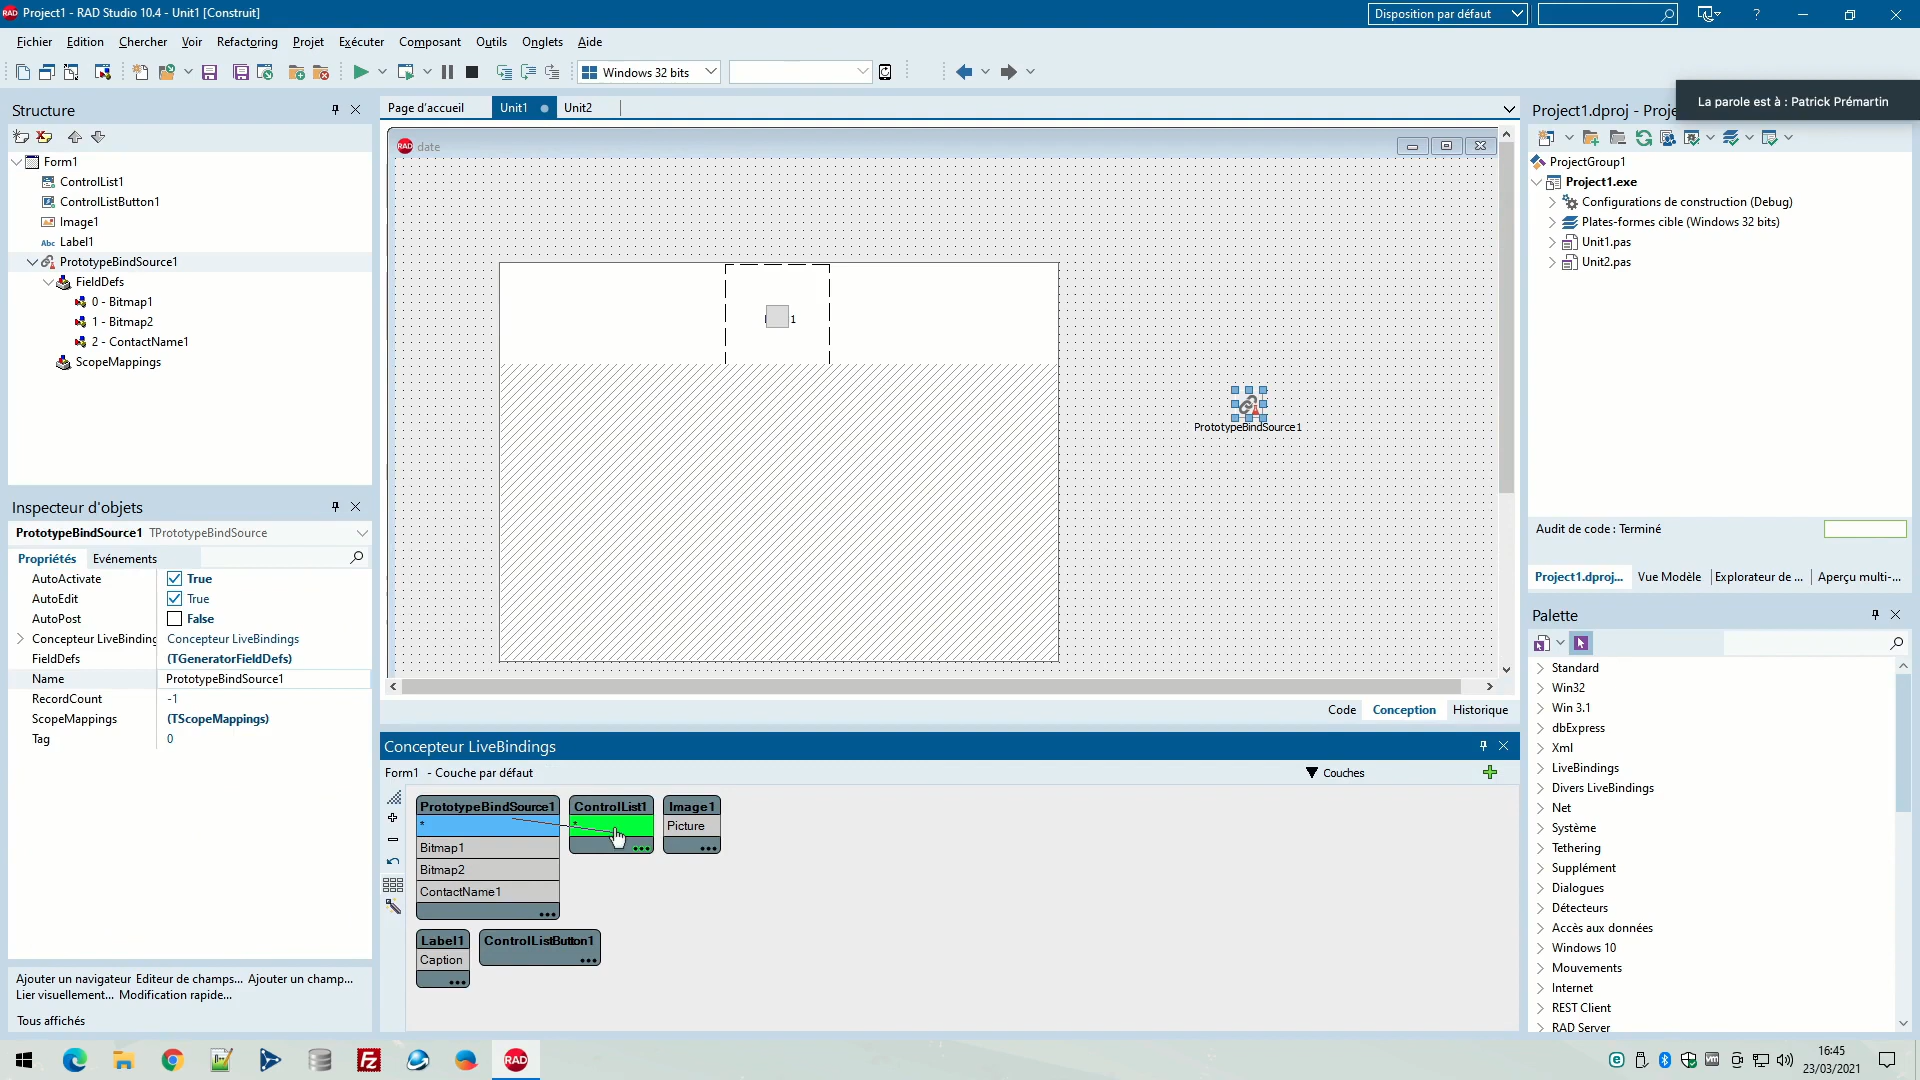 Project1 - RAD Studio 10.4 - Unit1 [Construit]
Disposition par défaut
?
Fichier Edition Chercher Voir Refactoring Projet Exécuter Composant Outils Onglets Aide
Windows 32 bits
Structure
Form1
ControlList1
ControlListButton1
Image1
Abc Label1
PrototypeBindSource1
FieldDefs
0 - Bitmap1
1 - Bitmap2
2 - ContactName1
ScopeMappings
Inspecteur d'objets
PrototypeBindSource1 TPrototypeBindSource
Propriétés Evénements
AutoActivate True
AutoEdit True
AutoPost False
Concepteur LiveBinding Concepteur LiveBindings
FieldDefs (TGeneratorFieldDefs)
Name PrototypeBindSource1
RecordCount -1
ScopeMappings (TScopeMappings)
Tag 0
Ajouter un navigateur Editeur de champs... Ajouter un champ...
Lier visuellement... Modification rapide...
Tous affichés
Page d'accueil Unit1 Unit2
RAD date
1
PrototypeBindSource1
Code Conception Historique
Concepteur LiveBindings
Form1 - Couche par défaut
Couches
PrototypeBindSource1
*
Bitmap1
Bitmap2
ContactName1
ControlList1
*
Image1
Picture
Label1
Caption
ControlListButton1
La parole est à : Patrick Prémartin
Project1.dproj - Proje
ProjectGroup1
Project1.exe
Configurations de construction (Debug)
Plates-formes cible (Windows 32 bits)
Unit1.pas
Unit2.pas
Audit de code : Terminé
Project1.dproj... Vue Modèle Explorateur de ... Aperçu multi-...
Palette
Standard
Win32
Win 3.1
dbExpress
Xml
LiveBindings
Divers LiveBindings
Net
Système
Tethering
Supplément
Dialogues
Détecteurs
Accès aux données
Windows 10
Mouvements
Internet
REST Client
RAD Server
RAD
16:45
23/03/2021